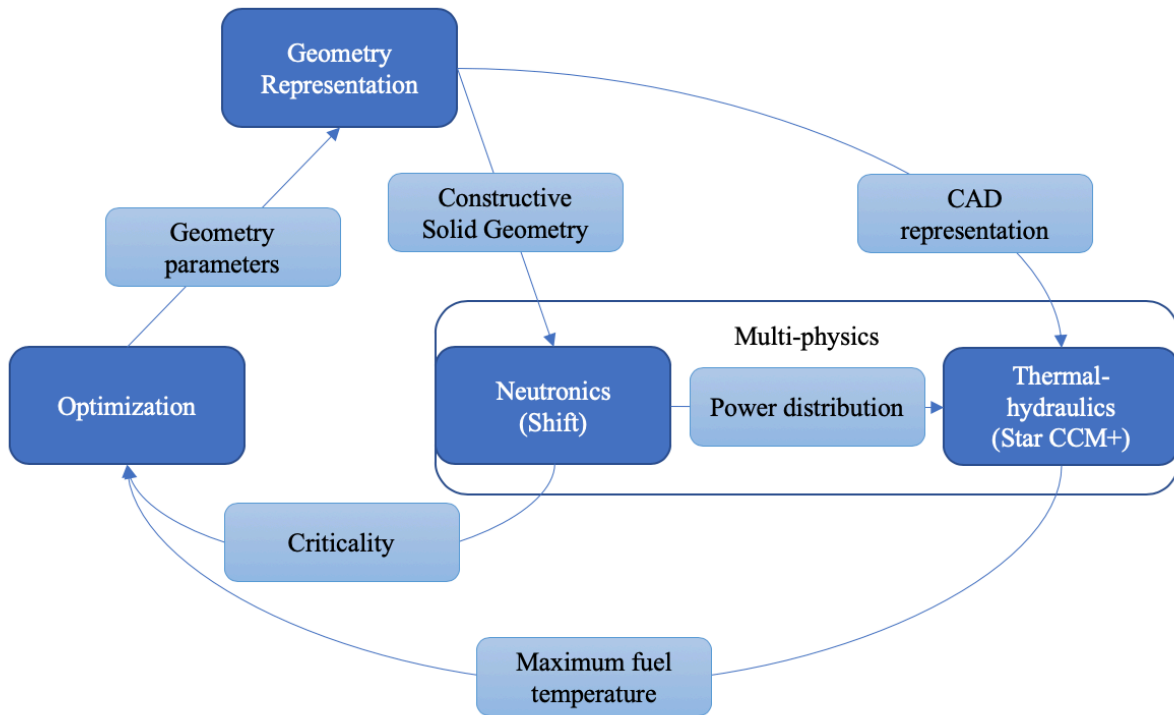 Geometry
Representation
Constructive
Solid Geometry
CAD
representation
Geometry
parameters
Multi-physics
Optimization
Neutronics
(Shift)
Power distribution
Thermal-
hydraulics
(Star CCM+)
Criticality
Maximum fuel
temperature